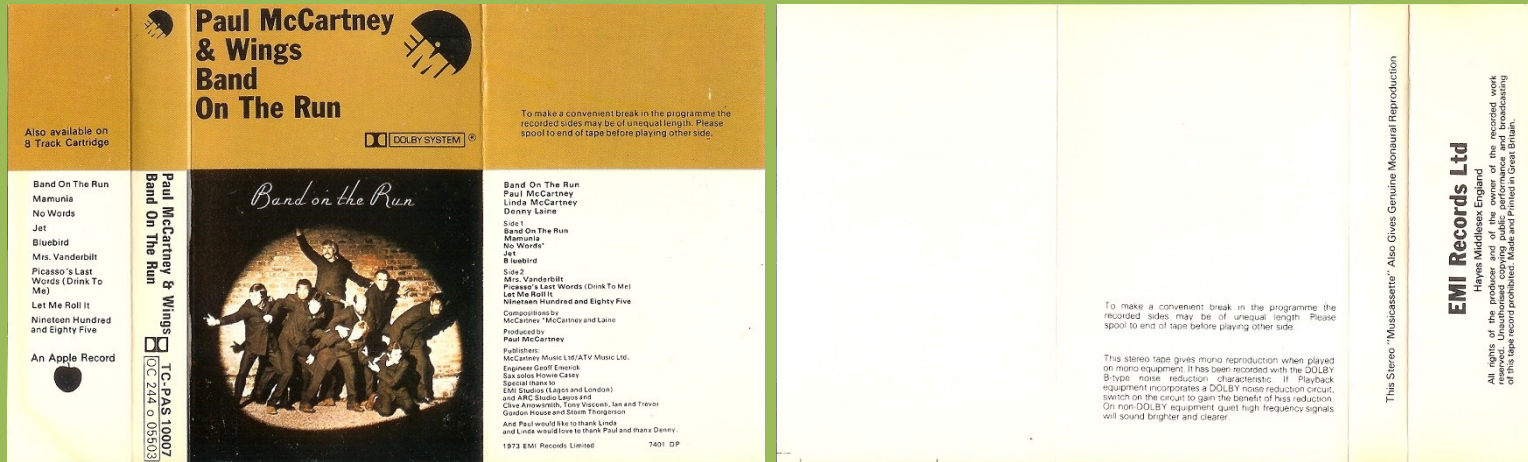 Also available on
8 Track Cartridge
Band On The Run
Mamunia
No Words
Jet
Bluebird
Mrs. Vanderbilt
Picasso's Last
Words (Drink To
Me)
Let Me Roll It
Nineteen Hundred
and Eighty Five
An Apple Record
EMI
Paul McCartney & Wings
Band On The Run
TC-PAS 10007
OC 244 o 05503
Paul McCartney
& Wings
Band
On The Run
EMI
DOLBY SYSTEM ®
Band on the Run
To make a convenient break in the programme the
recorded sides may be of unequal length. Please
spool to end of tape before playing other side.
Band On The Run
Paul McCartney
Linda McCartney
Denny Laine
Side 1
Band On The Run
Mamunia
No Words*
Jet
Bluebird
Side 2
Mrs. Vanderbilt
Picasso's Last Words (Drink To Me)
Let Me Roll It
Nineteen Hundred and Eighty Five
Compositions by
McCartney *McCartney and Laine
Produced by
Paul McCartney
Publishers:
McCartney Music Ltd/ATV Music Ltd.
Engineer Geoff Emerick
Sax solos Howie Casey
Special thanx to
EMI Studios (Lagos and London)
and ARC Studio Lagos and
Clive Arrowsmith, Tony Visconti, Ian and Trevor
Gordon House and Storm Thorgerson
And Paul would like to thank Linda
and Linda would love to thank Paul and thanx Denny.
1973 EMI Records Limited 7401 DP
To make a convenient break in the programme the
recorded sides may be of unequal length. Please
spool to end of tape before playing other side.
This stereo tape gives mono reproduction when played
on mono equipment. It has been recorded with the DOLBY
B-type noise reduction characteristic. If Playback
equipment incorporates a DOLBY noise reduction circuit,
switch on the circuit to gain the benefit of hiss reduction.
On non-DOLBY equipment quiet high frequency signals
will sound brighter and clearer.
This Stereo "Musicassette" Also Gives Genuine Monaural Reproduction
EMI Records Ltd
Hayes Middlesex England
All rights of the producer and of the owner of the recorded work
reserved. Unauthorised copying public performance and broadcasting
of this tape record prohibited. Made and Printed in Great Britain.